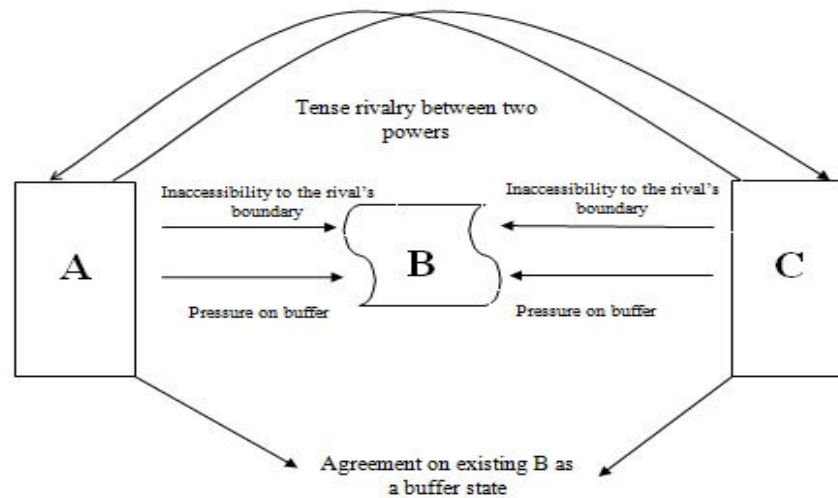 Tense rivalry between two
powers
Inaccessibility to the rival's
boundary
Inaccessibility to the rival's
boundary
A
B
C
Pressure on buffer
Pressure on buffer
Agreement on existing B as
a buffer state